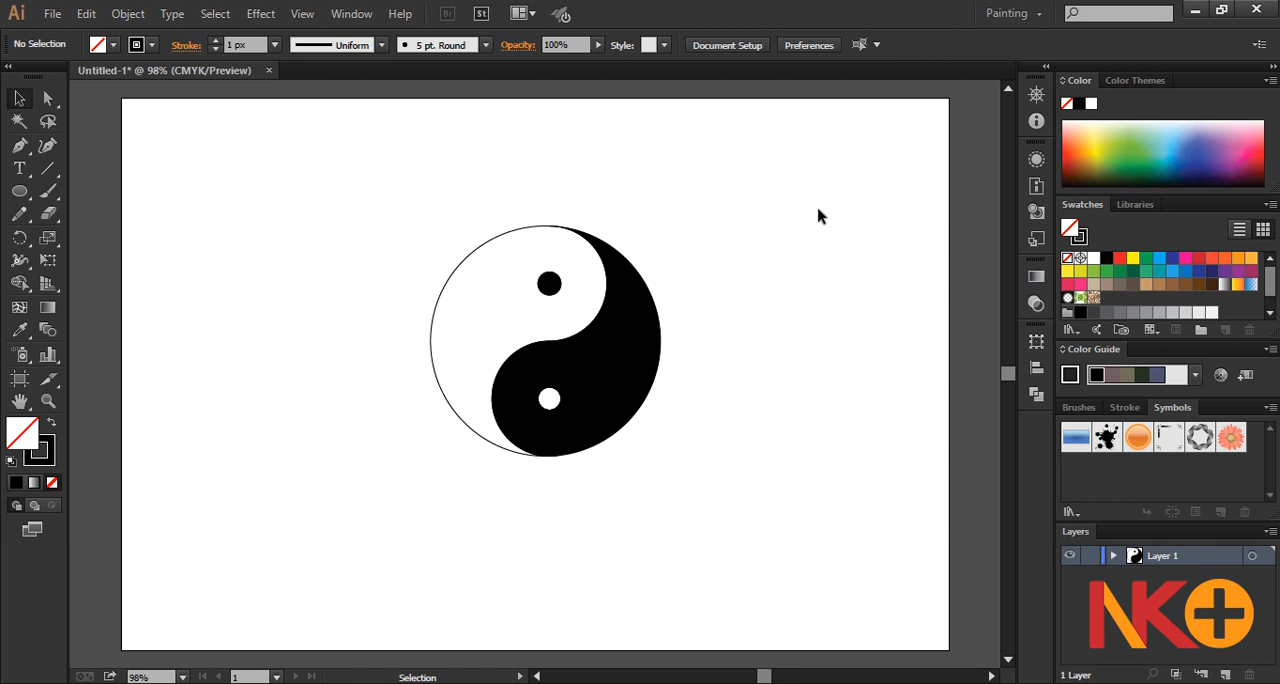 Ai File Edit Object Type Select Effect View Window Help Br St Painting
No Selection Stroke: 1 px Uniform 5 pt. Round Opacity: 100% Style: Document Setup Preferences
Untitled-1* @ 98% (CMYK/Preview) ×
Color Color Themes
Swatches Libraries
Color Guide
Brushes Stroke Symbols
Layers
Layer 1
NK+
98% 1 Selection 1 Layer